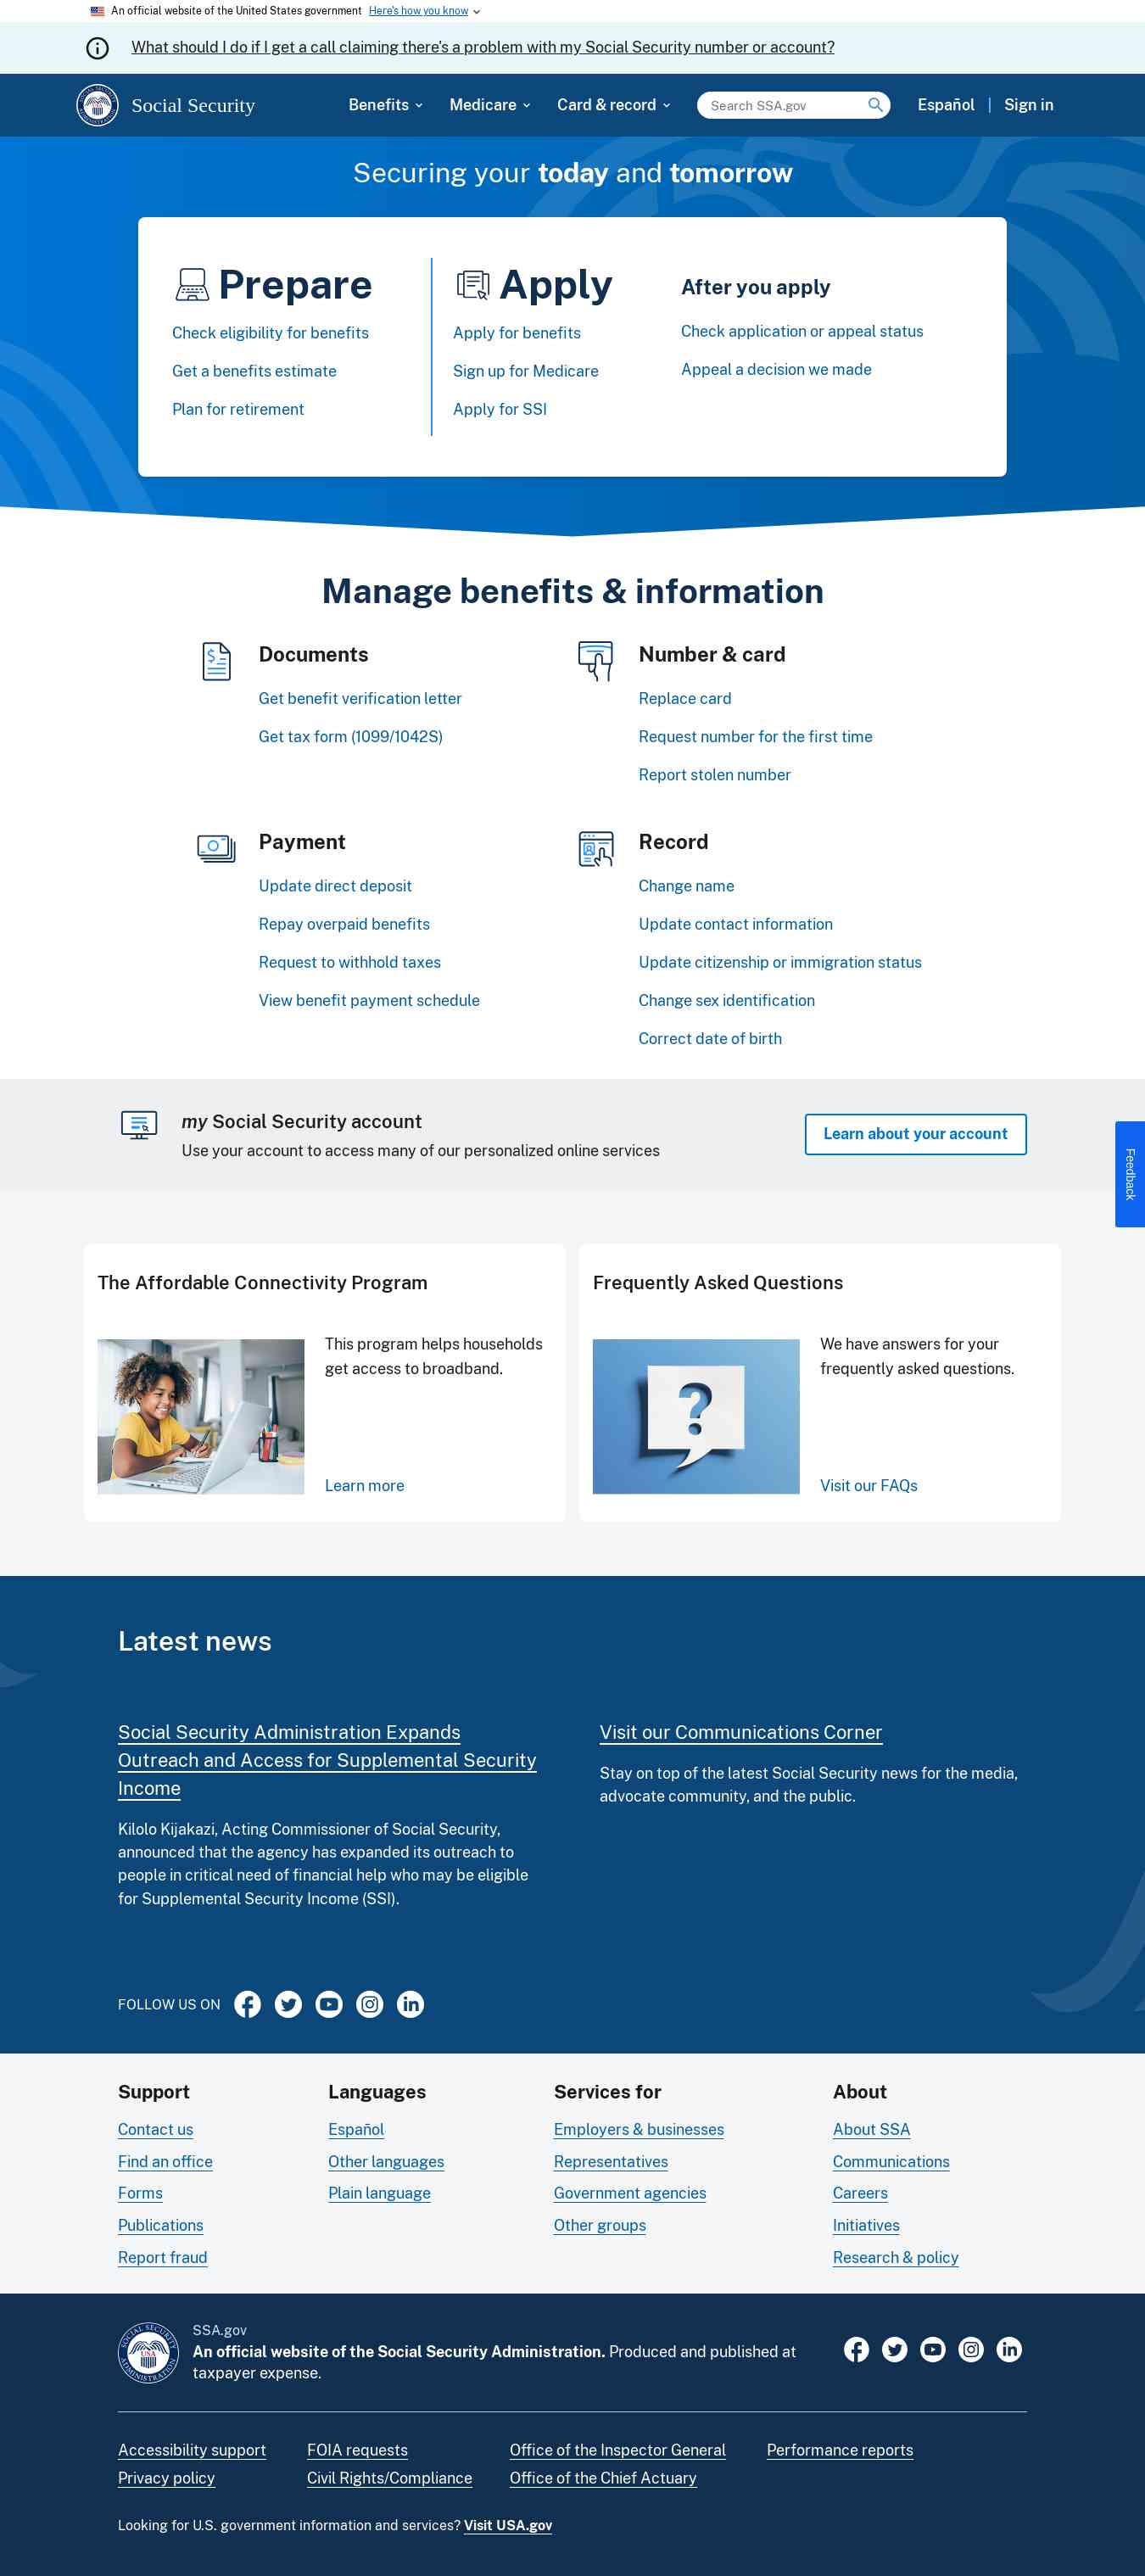 An official website of the United States government Here's how you know
What should I do if I get a call claiming there's a problem with my Social Security number or account?
Social Security
Benefits
Medicare
Card & record
Search SSA.gov
Español
Sign in
Securing your today and tomorrow
Prepare
Check eligibility for benefits
Get a benefits estimate
Plan for retirement
Apply
Apply for benefits
Sign up for Medicare
Apply for SSI
After you apply
Check application or appeal status
Appeal a decision we made
Manage benefits & information
Documents
Get benefit verification letter
Get tax form (1099/1042S)
Number & card
Replace card
Request number for the first time
Report stolen number
Payment
Update direct deposit
Repay overpaid benefits
Request to withhold taxes
View benefit payment schedule
Record
Change name
Update contact information
Update citizenship or immigration status
Change sex identification
Correct date of birth
my Social Security account
Use your account to access many of our personalized online services
Learn about your account
Feedback
The Affordable Connectivity Program
This program helps households
get access to broadband.
Learn more
Frequently Asked Questions
?
We have answers for your
frequently asked questions.
Visit our FAQs
Latest news
Social Security Administration Expands
Outreach and Access for Supplemental Security
Income
Kilolo Kijakazi, Acting Commissioner of Social Security,
announced that the agency has expanded its outreach to
people in critical need of financial help who may be eligible
for Supplemental Security Income (SSI).
Visit our Communications Corner
Stay on top of the latest Social Security news for the media,
advocate community, and the public.
FOLLOW US ON
Support
Contact us
Find an office
Forms
Publications
Report fraud
Languages
Español
Other languages
Plain language
Services for
Employers & businesses
Representatives
Government agencies
Other groups
About
About SSA
Communications
Careers
Initiatives
Research & policy
SOCIAL SECURITY
USA
ADMINISTRATION
SSA.gov
An official website of the Social Security Administration. Produced and published at
taxpayer expense.
Accessibility support
FOIA requests
Office of the Inspector General
Performance reports
Privacy policy
Civil Rights/Compliance
Office of the Chief Actuary
Looking for U.S. government information and services? Visit USA.gov